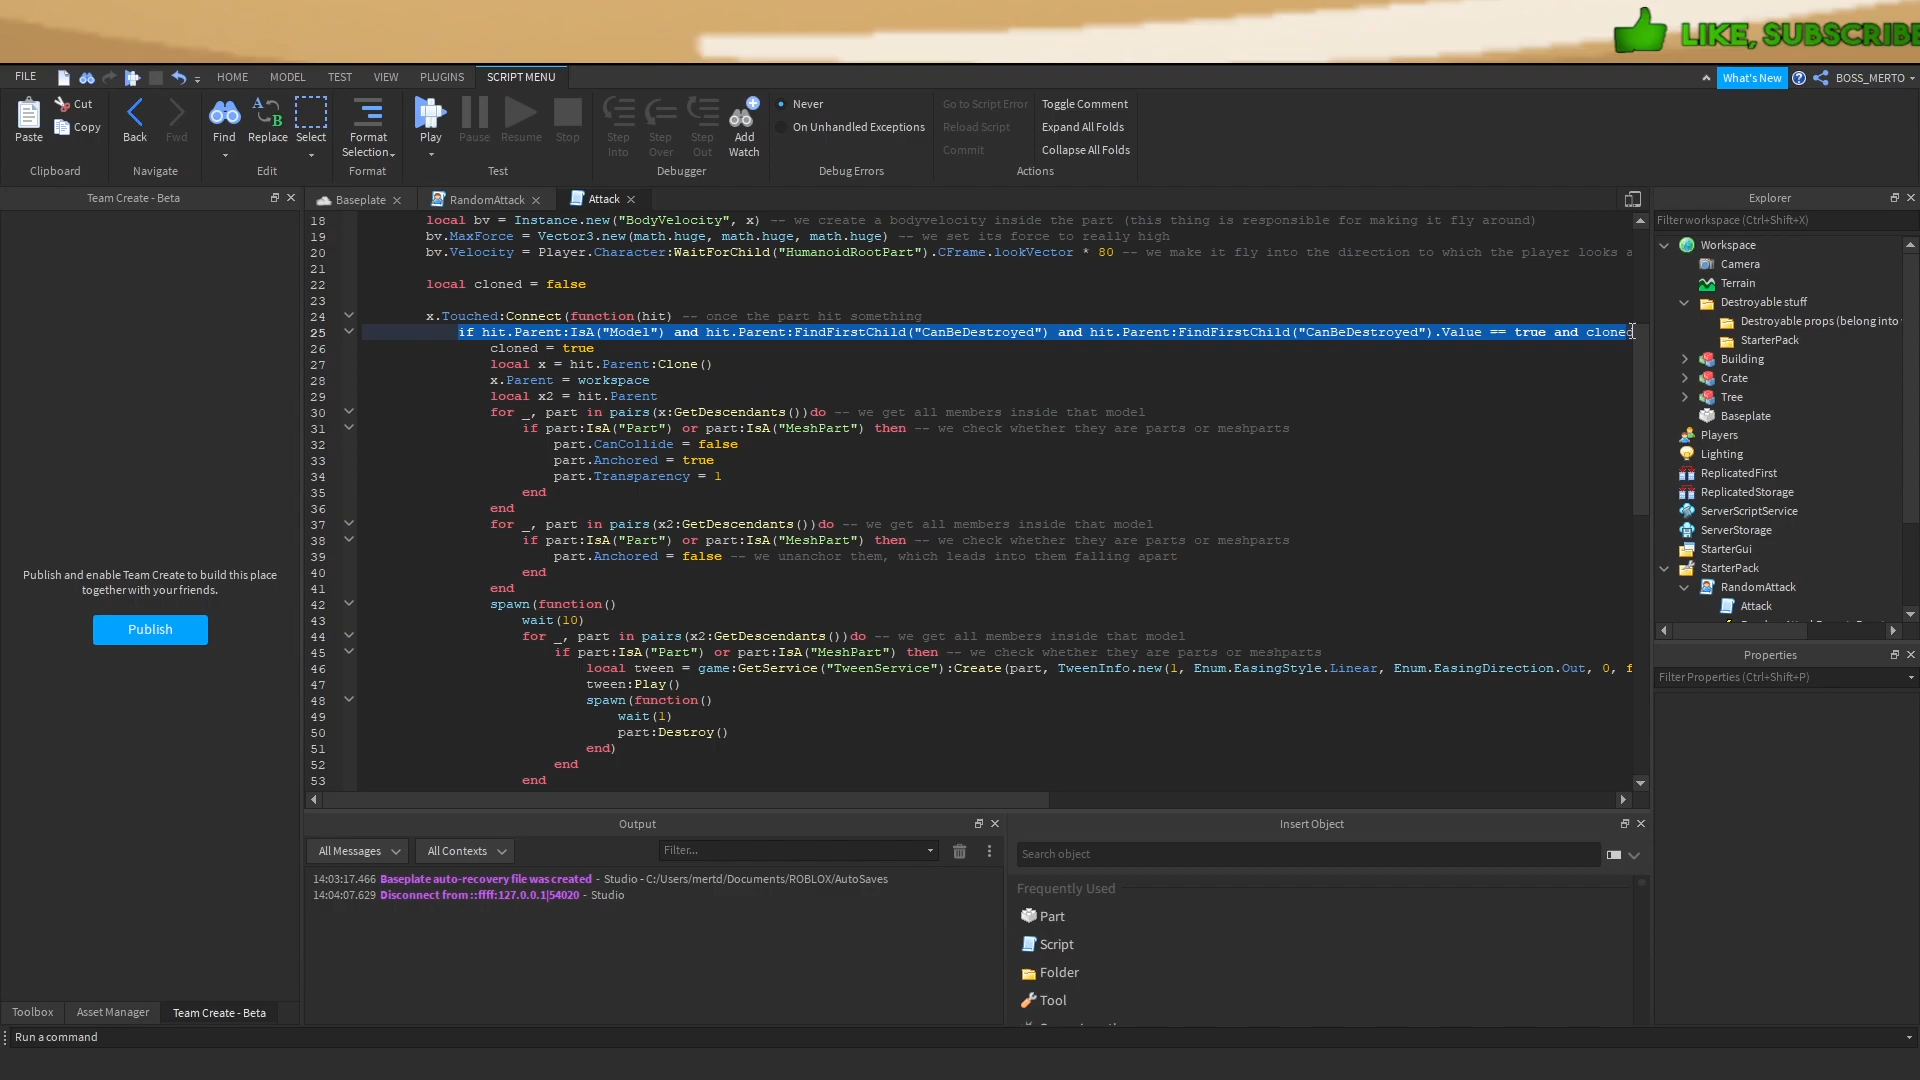 LIKE, SUBSCRIBE
FILE
HOME
MODEL
TEST
VIEW
PLUGINS
SCRIPT MENU
What's New
BOSS_MERTO
Paste
Cut
Copy
Clipboard
Back
Fwd
Navigate
Find
Replace
Select
Edit
Format
Selection
Format
Play
Pause
Resume
Stop
Test
Step
Into
Step
Over
Step
Out
Add
Watch
Debugger
Never
On Unhandled Exceptions
Debug Errors
Go to Script Error
Reload Script
Commit
Toggle Comment
Expand All Folds
Collapse All Folds
Actions
Team Create - Beta
Publish and enable Team Create to build this place
together with your friends.
Publish
Toolbox
Asset Manager
Team Create - Beta
Baseplate
RandomAttack
Attack
18 local bv = Instance.new("BodyVelocity", x) -- we create a bodyvelocity inside the part (this thing is responsible for making it fly around)
19 bv.MaxForce = Vector3.new(math.huge, math.huge, math.huge) -- we set its force to really high
20 bv.Velocity = Player.Character:WaitForChild("HumanoidRootPart").CFrame.lookVector * 80 -- we make it fly into the direction to which the player looks a
21
22 local cloned = false
23
24 x.Touched:Connect(function(hit) -- once the part hit something
25 if hit.Parent:IsA("Model") and hit.Parent:FindFirstChild("CanBeDestroyed") and hit.Parent:FindFirstChild("CanBeDestroyed").Value == true and cloned
26 cloned = true
27 local x = hit.Parent:Clone()
28 x.Parent = workspace
29 local x2 = hit.Parent
30 for _, part in pairs(x:GetDescendants())do -- we get all members inside that model
31 if part:IsA("Part") or part:IsA("MeshPart") then -- we check whether they are parts or meshparts
32 part.CanCollide = false
33 part.Anchored = true
34 part.Transparency = 1
35 end
36 end
37 for _, part in pairs(x2:GetDescendants())do -- we get all members inside that model
38 if part:IsA("Part") or part:IsA("MeshPart") then -- we check whether they are parts or meshparts
39 part.Anchored = false -- we unanchor them, which leads into them falling apart
40 end
41 end
42 spawn(function()
43 wait(10)
44 for _, part in pairs(x2:GetDescendants())do -- we get all members inside that model
45 if part:IsA("Part") or part:IsA("MeshPart") then -- we check whether they are parts or meshparts
46 local tween = game:GetService("TweenService"):Create(part, TweenInfo.new(1, Enum.EasingStyle.Linear, Enum.EasingDirection.Out, 0, f
47 tween:Play()
48 spawn(function()
49 wait(1)
50 part:Destroy()
51 end)
52 end
53 end
Output
All Messages
All Contexts
Filter...
14:03:17.466 Baseplate auto-recovery file was created - Studio - C:/Users/mertd/Documents/ROBLOX/AutoSaves
14:04:07.629 Disconnect from ::ffff:127.0.0.1|54020 - Studio
Insert Object
Search object
Frequently Used
Part
Script
Folder
Tool
Explorer
Filter workspace (Ctrl+Shift+X)
Workspace
Camera
Terrain
Destroyable stuff
Destroyable props (belong into
StarterPack
Building
Crate
Tree
Baseplate
Players
Lighting
ReplicatedFirst
ReplicatedStorage
ServerScriptService
ServerStorage
StarterGui
StarterPack
RandomAttack
Attack
Properties
Filter Properties (Ctrl+Shift+P)
Run a command